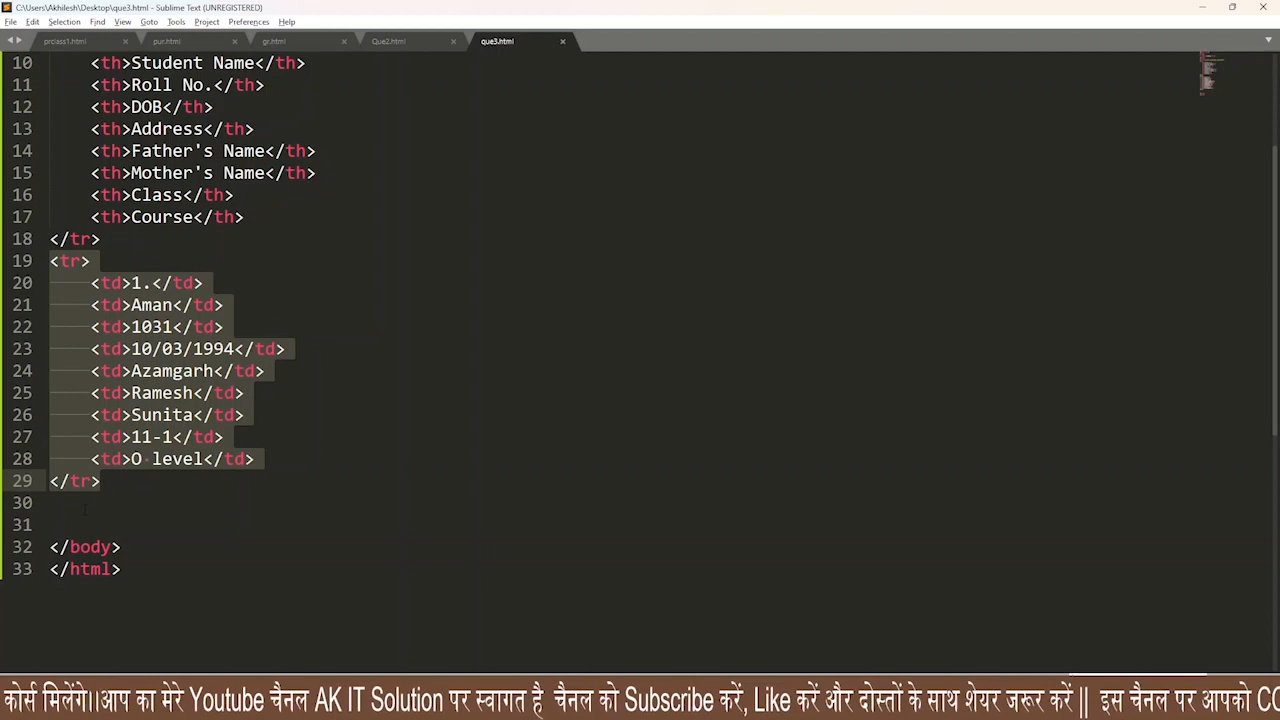 C:\Users\Akhilesh\Desktop\que3.html - Sublime Text (UNREGISTERED)
File Edit Selection Find View Goto Tools Project Preferences Help
prclass1.html pur.html gr.html Que2.html que3.html
10 <th>Student Name</th>
11 <th>Roll No.</th>
12 <th>DOB</th>
13 <th>Address</th>
14 <th>Father's Name</th>
15 <th>Mother's Name</th>
16 <th>Class</th>
17 <th>Course</th>
18 </tr>
19 <tr>
20 <td>1.</td>
21 <td>Aman</td>
22 <td>1031</td>
23 <td>10/03/1994</td>
24 <td>Azamgarh</td>
25 <td>Ramesh</td>
26 <td>Sunita</td>
27 <td>11-1</td>
28 <td>O level</td>
29 </tr>
30
31
32 </body>
33 </html>
कोर्स मिलेंगे।।आप का मेरे Youtube चैनल AK IT Solution पर स्वागत है चैनल को Subscribe करें, Like करें और दोस्तों के साथ शेयर जरूर करें || इस चैनल पर आपको CC